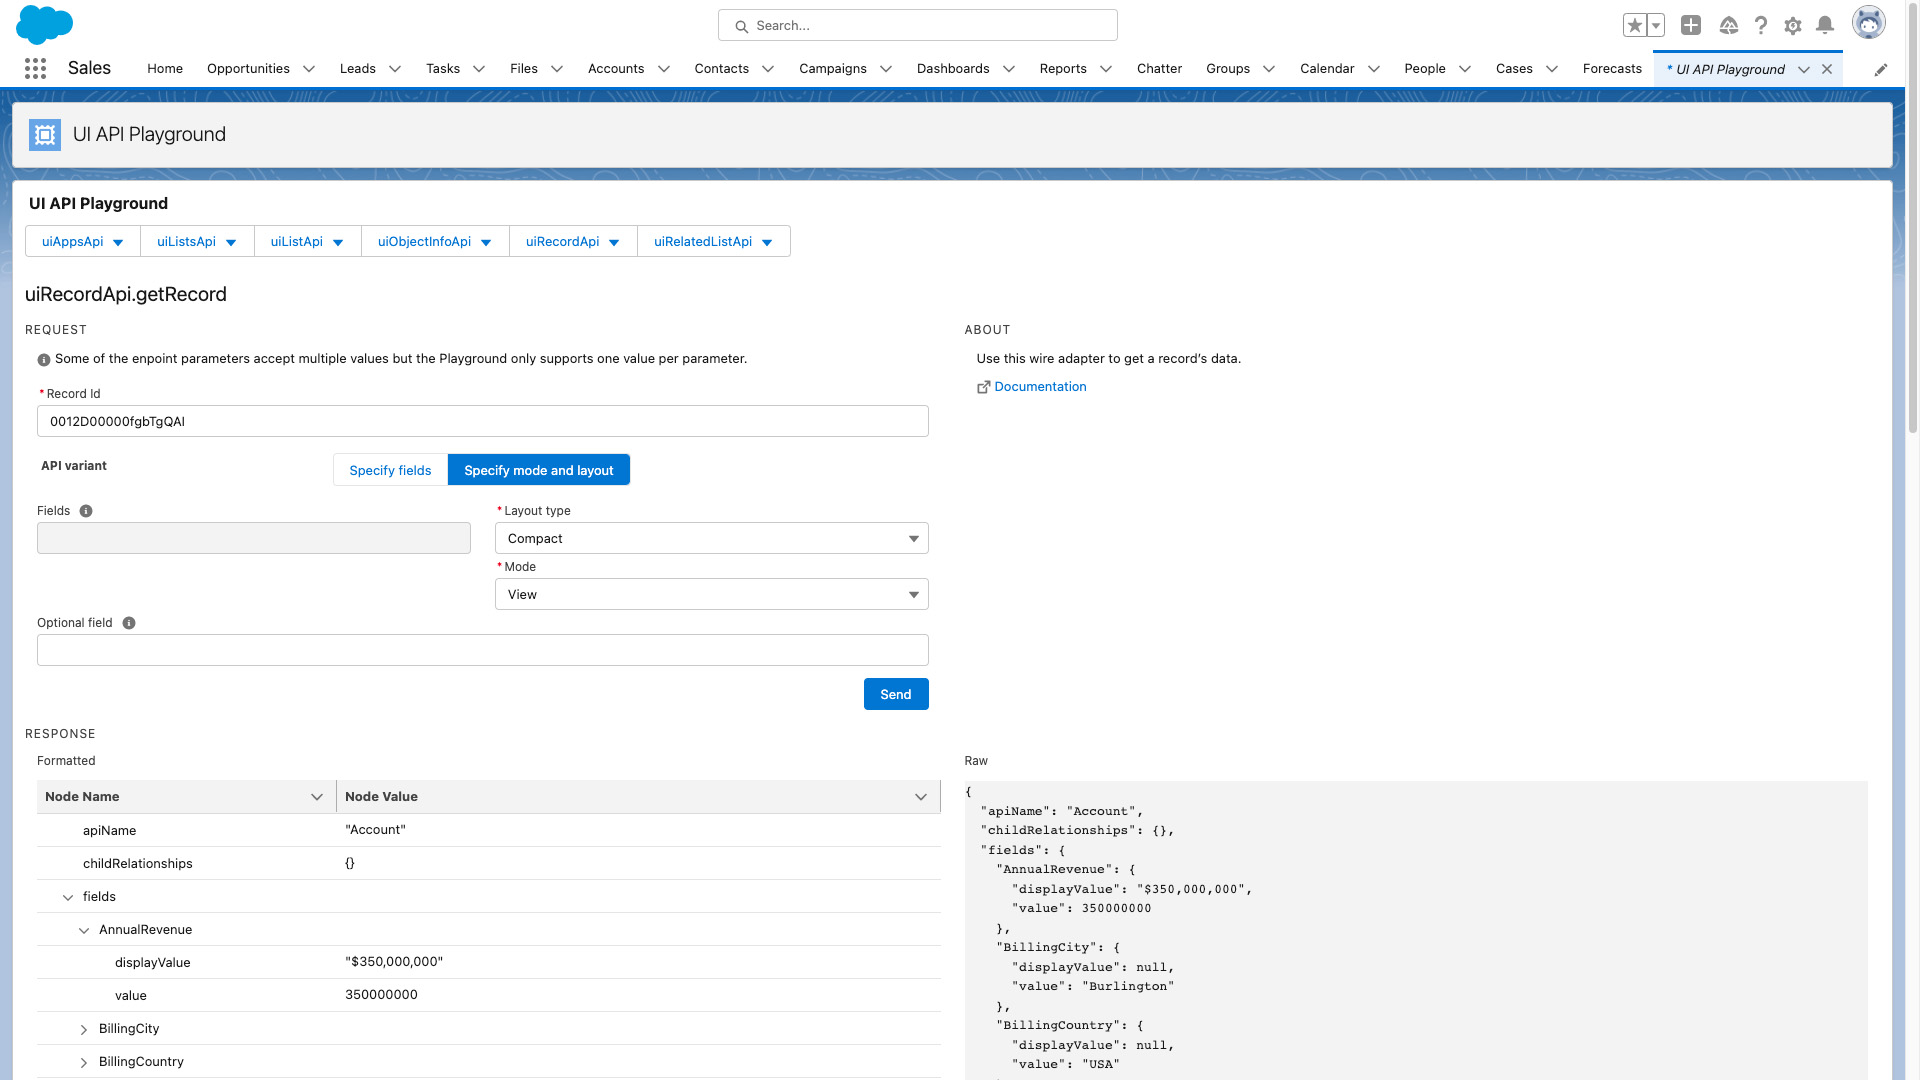 Search...
Sales
Home
Opportunities
Leads
Tasks
Files
Accounts
Contacts
Campaigns
Dashboards
Reports
Chatter
Groups
Calendar
People
Cases
Forecasts
* UI API Playground
UI API Playground
UI API Playground
uiAppsApi
uiListsApi
uiListApi
uiObjectInfoApi
uiRecordApi
uiRelatedListApi
uiRecordApi.getRecord
REQUEST
Some of the enpoint parameters accept multiple values but the Playground only supports one value per parameter.
* Record Id
0012D00000fgbTgQAI
API variant
Specify fields
Specify mode and layout
Fields
* Layout type
Compact
* Mode
View
Optional field
Send
ABOUT
Use this wire adapter to get a record's data.
Documentation
RESPONSE
Formatted
Node Name
Node Value
apiName
"Account"
childRelationships
{}
fields
AnnualRevenue
displayValue
"$350,000,000"
value
350000000
BillingCity
BillingCountry
Raw
{
"apiName": "Account",
"childRelationships": {},
"fields": {
"AnnualRevenue": {
"displayValue": "$350,000,000",
"value": 350000000
},
"BillingCity": {
"displayValue": null,
"value": "Burlington"
},
"BillingCountry": {
"displayValue": null,
"value": "USA"